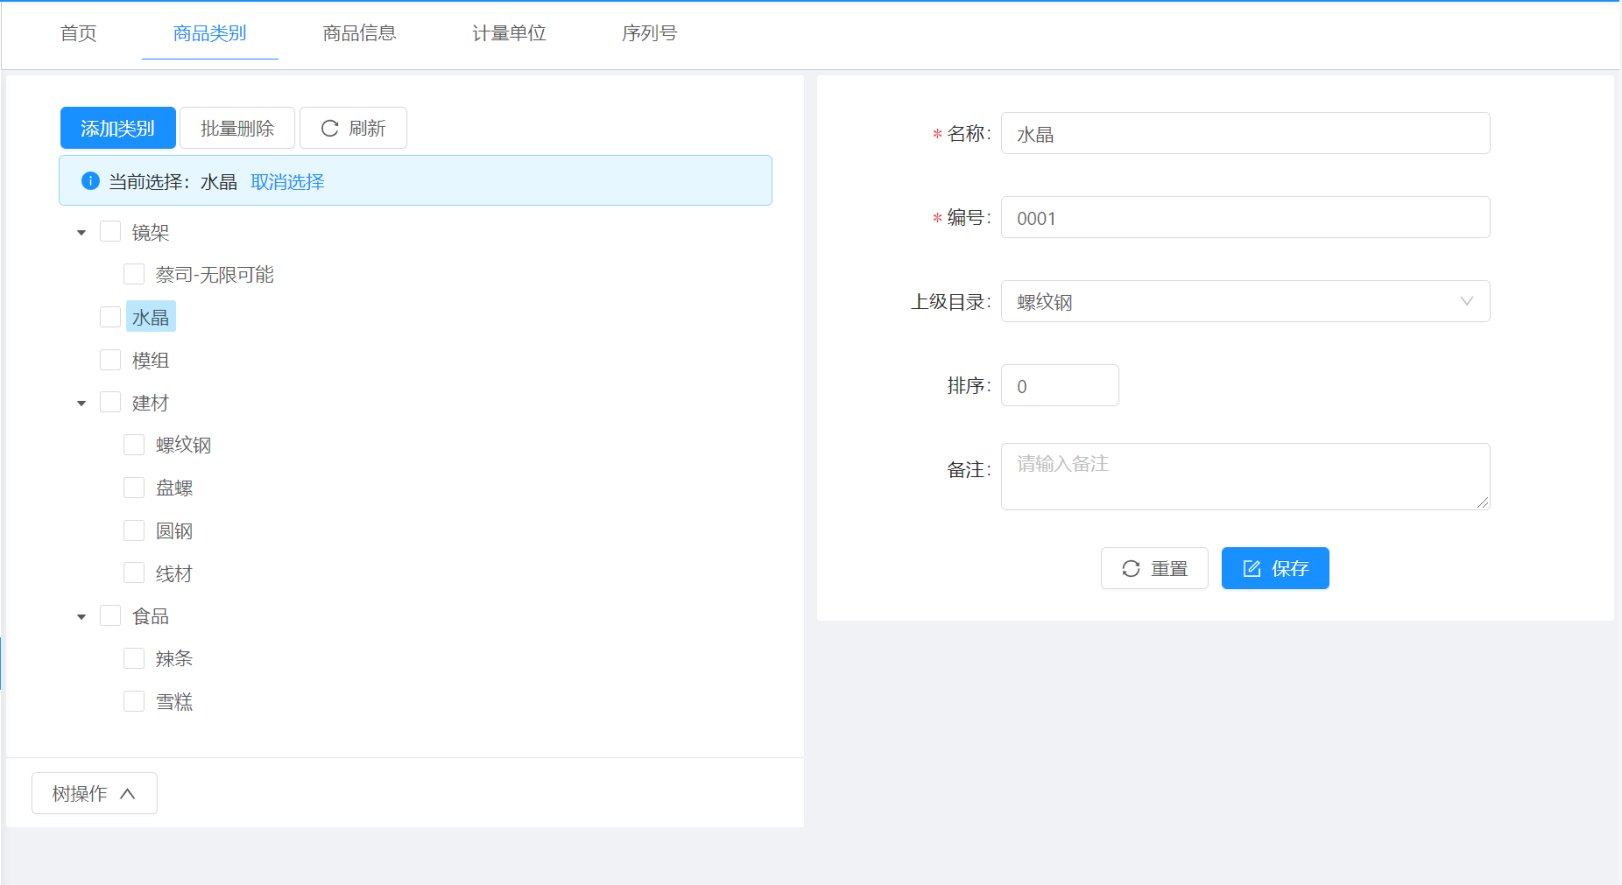 首页 商品类别 商品信息 计量单位 序列号
添加类别 批量删除 刷新
当前选择：水晶 取消选择
镜架
蔡司-无限可能
水晶
模组
建材
螺纹钢
盘螺
圆钢
线材
食品
辣条
雪糕
树操作
* 名称: 水晶
* 编号: 0001
上级目录: 螺纹钢
排序: 0
备注: 请输入备注
重置 保存